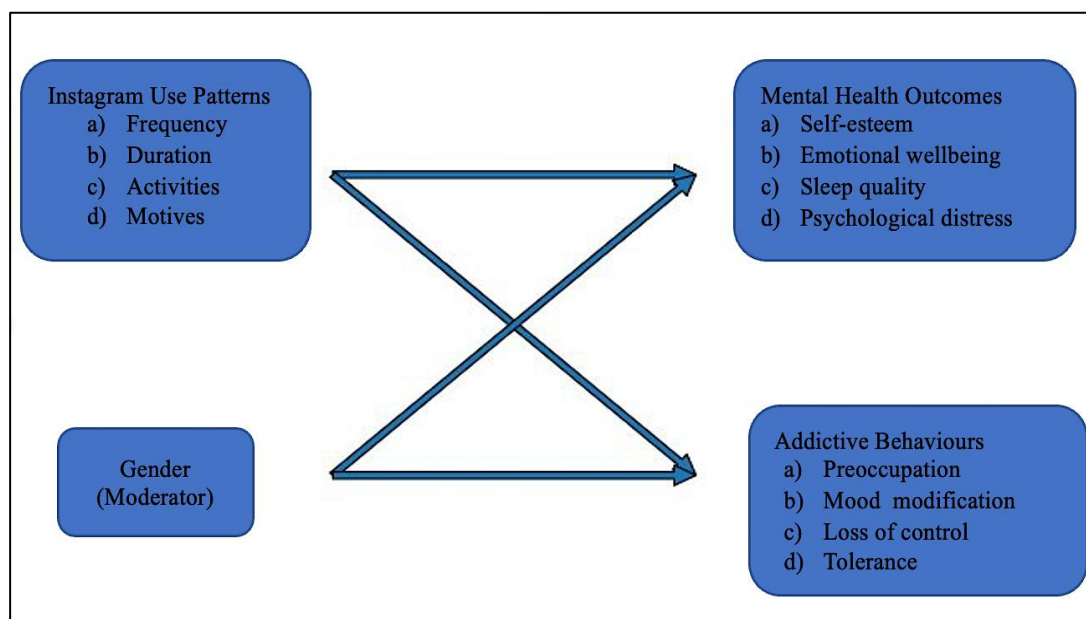 Instagram Use Patterns
a) Frequency
b) Duration
c) Activities
d) Motives
Mental Health Outcomes
a) Self-esteem
b) Emotional wellbeing
c) Sleep quality
d) Psychological distress
Gender
(Moderator)
Addictive Behaviours
a) Preoccupation
b) Mood modification
c) Loss of control
d) Tolerance